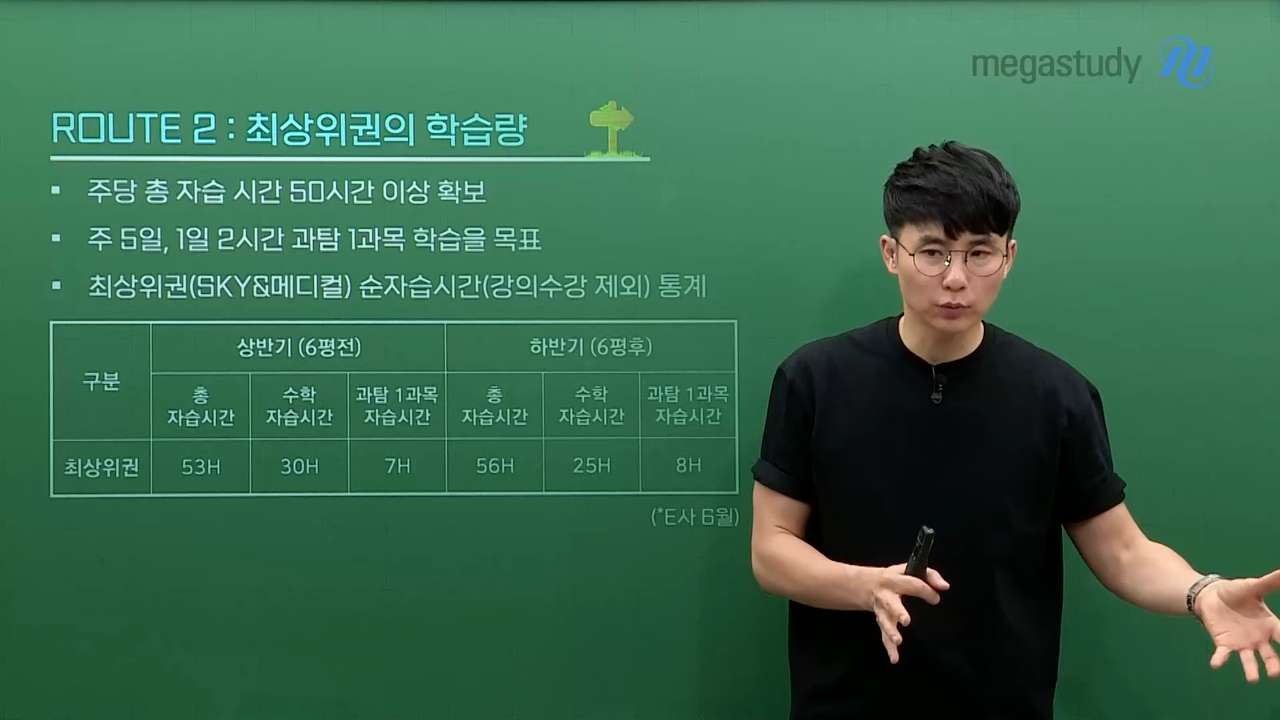 megastudy
ROUTE 2 : 최상위권의 학습량
▪ 주당 총 자습 시간 50시간 이상 확보
▪ 주 5일, 1일 2시간 과탐 1과목 학습을 목표
▪ 최상위권(SKY&메디컬) 순자습시간(강의수강 제외) 통계
구분 상반기 (6평전) 하반기 (6평후)
총 자습시간 수학 자습시간 과탐 1과목 자습시간 총 자습시간 수학 자습시간 과탐 1과목 자습시간
최상위권 53H 30H 7H 56H 25H 8H
(*E사 6월)